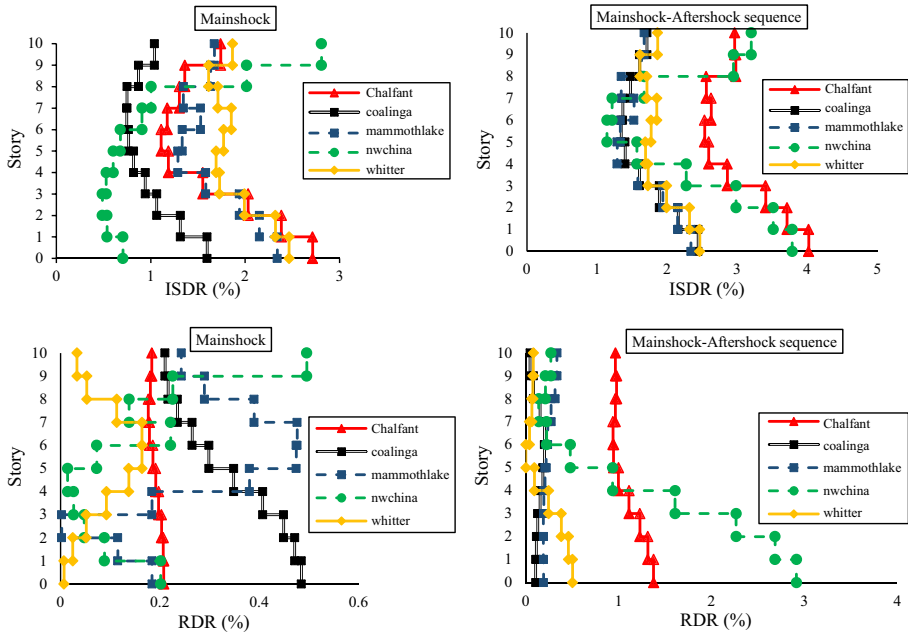 Mainshock
10
9
8
7
6
5
4
3
2
1
0
Story
0
1
2
3
ISDR (%)
Chalfant
coalinga
mammothlake
nwchina
whitter
Mainshock-Aftershock sequence
10
9
8
7
6
5
4
3
2
1
0
Story
0
1
2
3
4
5
ISDR (%)
Chalfant
coalinga
mammothlake
nwchina
whitter
Mainshock
10
9
8
7
6
5
4
3
2
1
0
Story
0
0.2
0.4
0.6
RDR (%)
Chalfant
coalinga
mammothlake
nwchina
whitter
Mainshock-Aftershock sequence
10
9
8
7
6
5
4
3
2
1
0
Story
0
1
2
3
4
RDR (%)
Chalfant
coalinga
mammothlake
nwchina
whitter